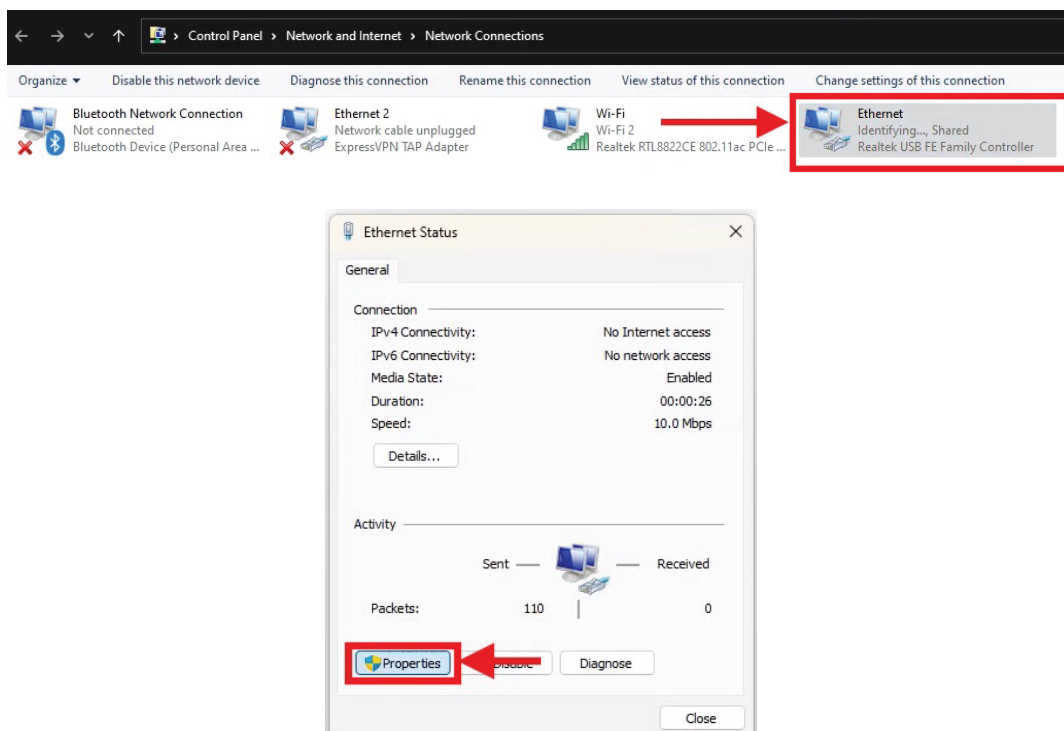 Control Panel > Network and Internet > Network Connections
Organize Disable this network device Diagnose this connection Rename this connection View status of this connection Change settings of this connection
Bluetooth Network Connection
Not connected
Bluetooth Device (Personal Area ...
Ethernet 2
Network cable unplugged
ExpressVPN TAP Adapter
Wi-Fi
Wi-Fi 2
Realtek RTL8822CE 802.11ac PCIe ...
Ethernet
Identifying..., Shared
Realtek USB FE Family Controller
Ethernet Status
General
Connection
IPv4 Connectivity: No Internet access
IPv6 Connectivity: No network access
Media State: Enabled
Duration: 00:00:26
Speed: 10.0 Mbps
Details...
Activity
Sent Received
Packets: 110 0
Properties Disable Diagnose
Close